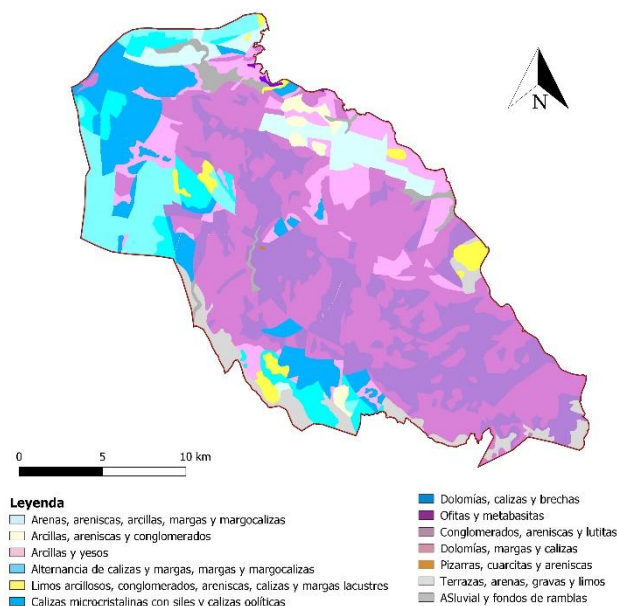 N
0 5 10 km
Leyenda
Arenas, areniscas, arcillas, margas y margocalizas
Arcillas, areniscas y conglomerados
Arcillas y yesos
Alternancia de calizas y margas, margas y margocalizas
Limos arcillosos, conglomerados, areniscas, calizas y margas lacustres
Calizas microcristalinas con siles y calizas oolíticas
Dolomías, calizas y brechas
Ofitas y metabasitas
Conglomerados, areniscas y lutitas
Dolomías, margas y calizas
Pizarras, cuarcitas y areniscas
Terrazas, arenas, gravas y limos
ASluvial y fondos de ramblas